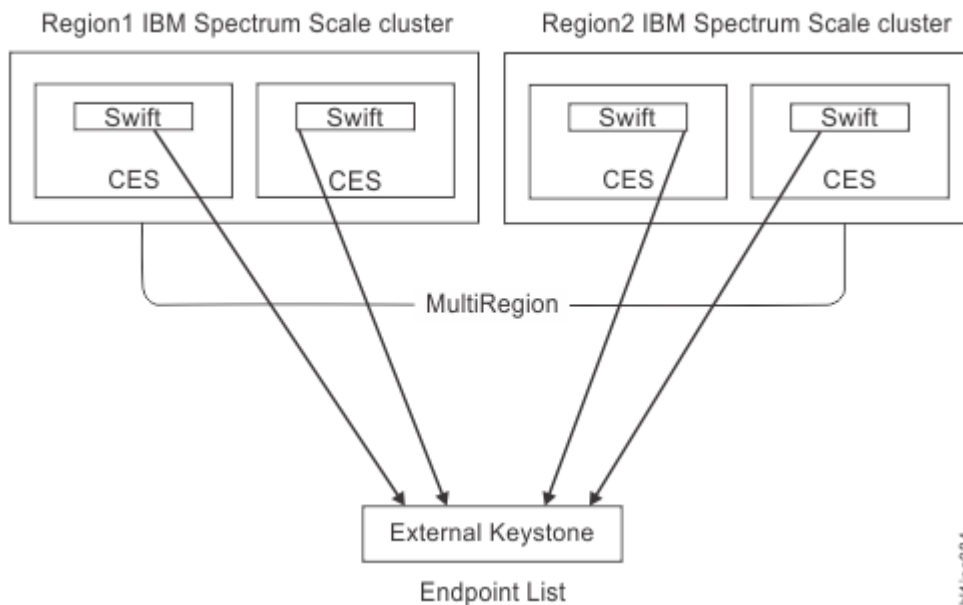 Region1 IBM Spectrum Scale cluster
Region2 IBM Spectrum Scale cluster
Swift
Swift
Swift
Swift
CES
CES
CES
CES
MultiRegion
External Keystone
Endpoint List